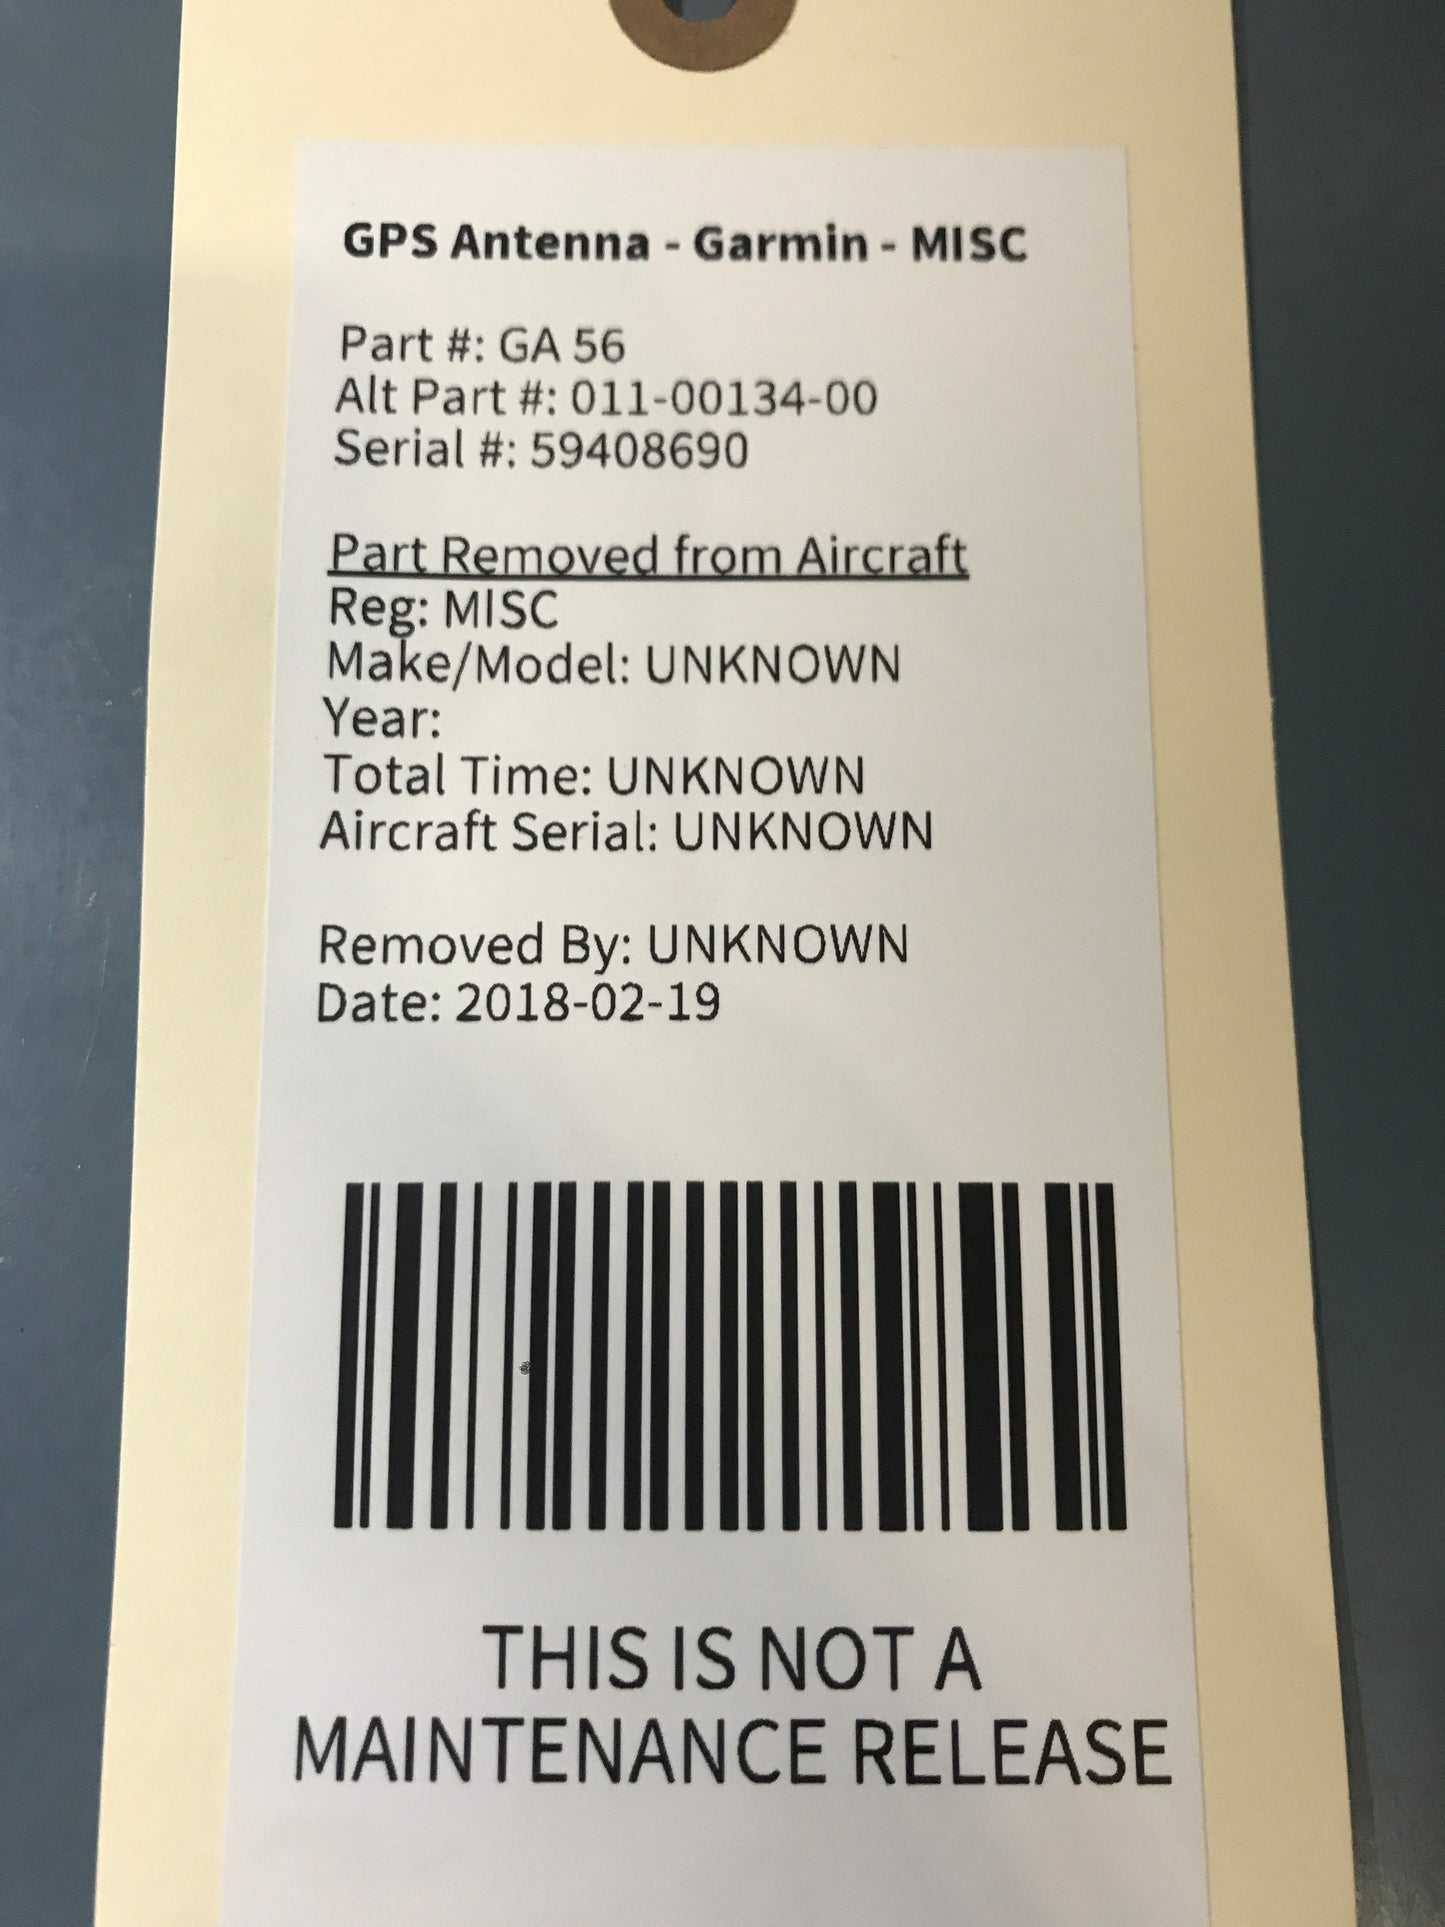 GPS Antenna - Garmin - MISC
Part #: GA 56
Alt Part #: 011-00134-00
Serial #: 59408690
Part Removed from Aircraft
Reg: MISC
Make/Model: UNKNOWN
Year:
Total Time: UNKNOWN
Aircraft Serial: UNKNOWN
Removed By: UNKNOWN
Date: 2018-02-19
THIS IS NOT A
MAINTENANCE RELEASE